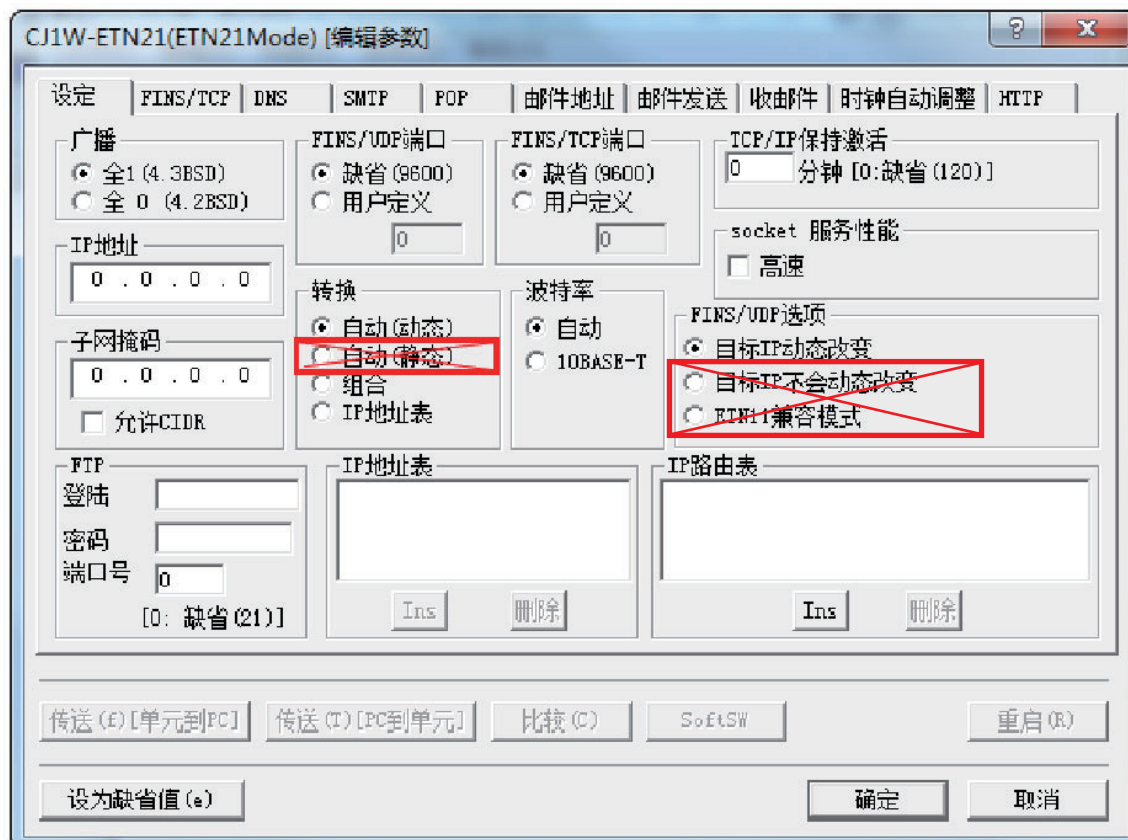 CJ1W-ETN21(ETN21Mode) [编辑参数]
设定 FINS/TCP DNS SMTP POP 邮件地址 邮件发送 收邮件 时钟自动调整 HTTP
广播
全1 (4.3BSD)
全 0 (4.2BSD)
FINS/UDP端口
缺省(9600)
用户定义
0
FINS/TCP端口
缺省(9600)
用户定义
0
TCP/IP保持激活
0 分钟 [0:缺省(120)]
socket 服务性能
高速
IP地址
0 . 0 . 0 . 0
子网掩码
0 . 0 . 0 . 0
允许CIDR
转换
自动(动态)
自动(静态)
组合
IP地址表
波特率
自动
10BASE-T
FINS/UDP选项
目标IP动态改变
目标IP不会动态改变
ETN11兼容模式
FTP
登陆
密码
端口号 0
[0: 缺省(21)]
IP地址表
Ins 删除
IP路由表
Ins 删除
传送(f)[单元到PC] 传送(T)[PC到单元] 比较(C) SoftSW 重启(R)
设为缺省值(e) 确定 取消